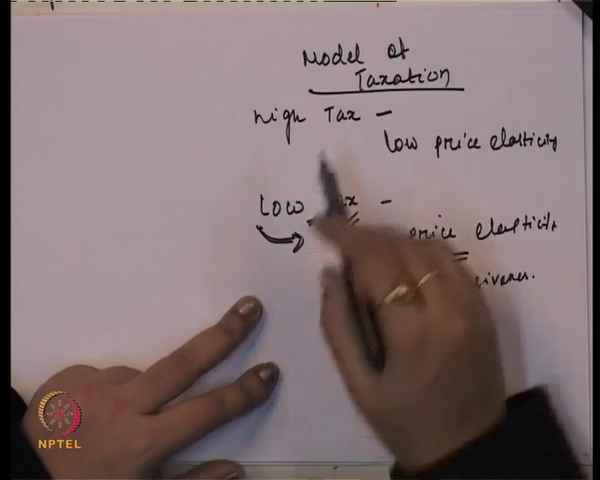 Model of
Taxation
High Tax –
Low price elasticity
Low –
price elasticity
NPTEL